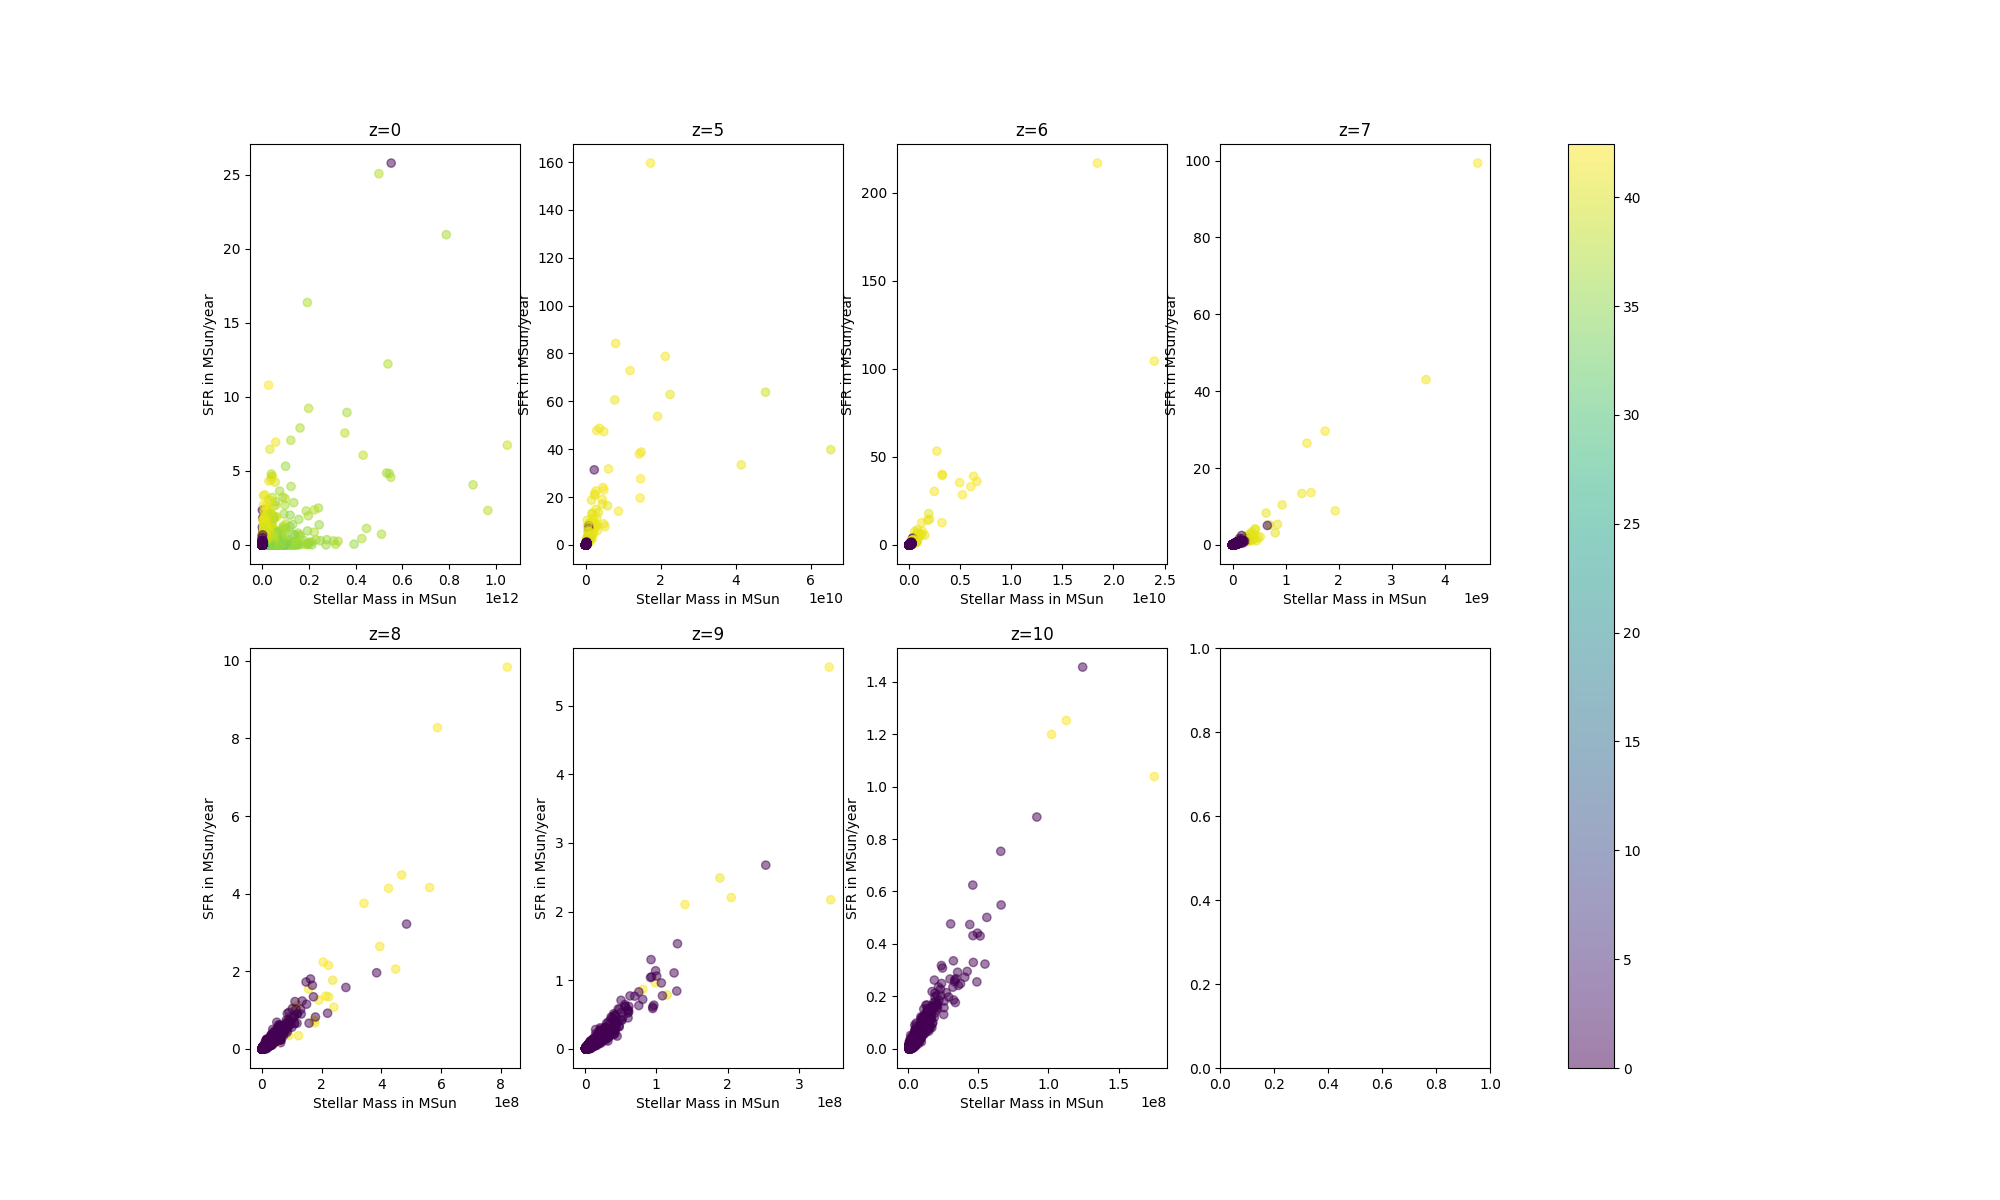 z=0
z=5
z=6
z=7
25
20
15
10
5
0
SFR in MSun/year
0.0 0.2 0.4 0.6 0.8 1.0
Stellar Mass in MSun 1e12
160
140
120
100
80
60
40
20
0
SFR in MSun/year
0 2 4 6
Stellar Mass in MSun 1e10
200
150
100
50
0
SFR in MSun/year
0.0 0.5 1.0 1.5 2.0 2.5
Stellar Mass in MSun 1e10
100
80
60
40
20
0
SFR in MSun/year
0 1 2 3 4
Stellar Mass in MSun 1e9
z=8
z=9
z=10
10
8
6
4
2
0
SFR in MSun/year
0 2 4 6 8
Stellar Mass in MSun 1e8
5
4
3
2
1
0
SFR in MSun/year
0 1 2 3
Stellar Mass in MSun 1e8
1.4
1.2
1.0
0.8
0.6
0.4
0.2
0.0
SFR in MSun/year
0.0 0.5 1.0 1.5
Stellar Mass in MSun 1e8
1.0
0.8
0.6
0.4
0.2
0.0
0.0 0.2 0.4 0.6 0.8 1.0
40
35
30
25
20
15
10
5
0